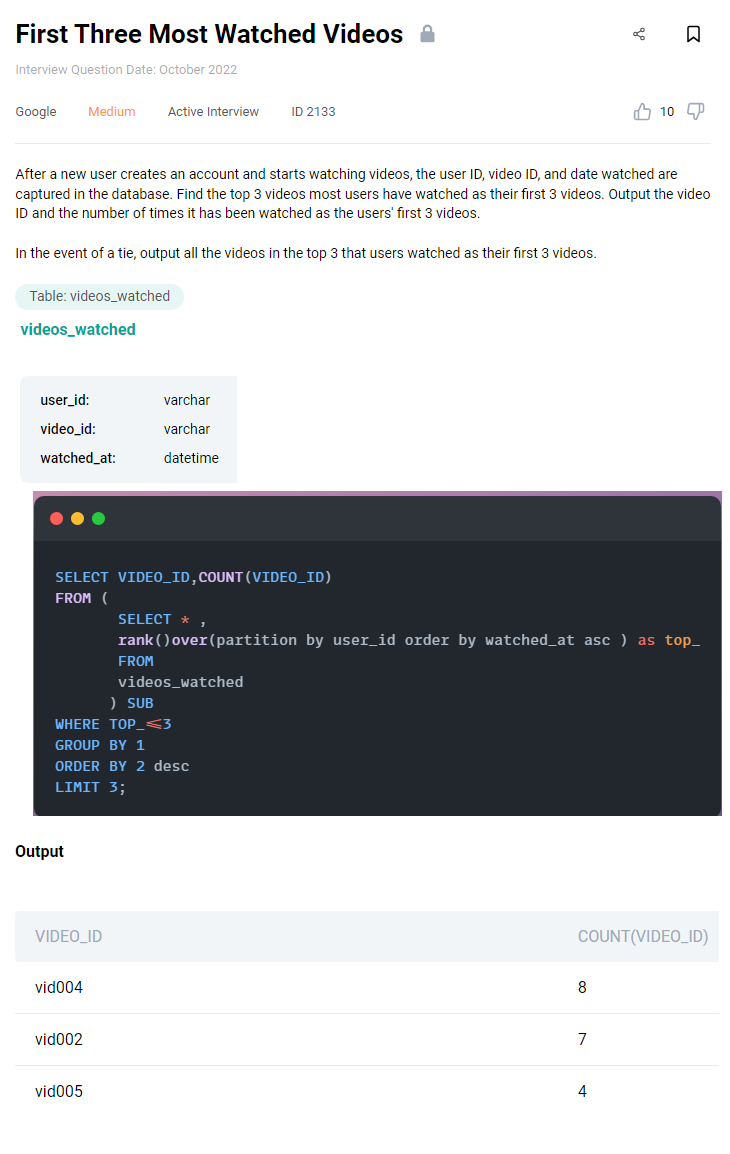 First Three Most Watched Videos
Interview Question Date: October 2022
Google Medium Active Interview ID 2133 10
After a new user creates an account and starts watching videos, the user ID, video ID, and date watched are
captured in the database. Find the top 3 videos most users have watched as their first 3 videos. Output the video
ID and the number of times it has been watched as the users' first 3 videos.
In the event of a tie, output all the videos in the top 3 that users watched as their first 3 videos.
Table: videos_watched
videos_watched
user_id: varchar
video_id: varchar
watched_at: datetime
SELECT VIDEO_ID,COUNT(VIDEO_ID)
FROM (
SELECT * ,
rank()over(partition by user_id order by watched_at asc ) as top_
FROM
videos_watched
) SUB
WHERE TOP_<=3
GROUP BY 1
ORDER BY 2 desc
LIMIT 3;
Output
VIDEO_ID COUNT(VIDEO_ID)
vid004 8
vid002 7
vid005 4